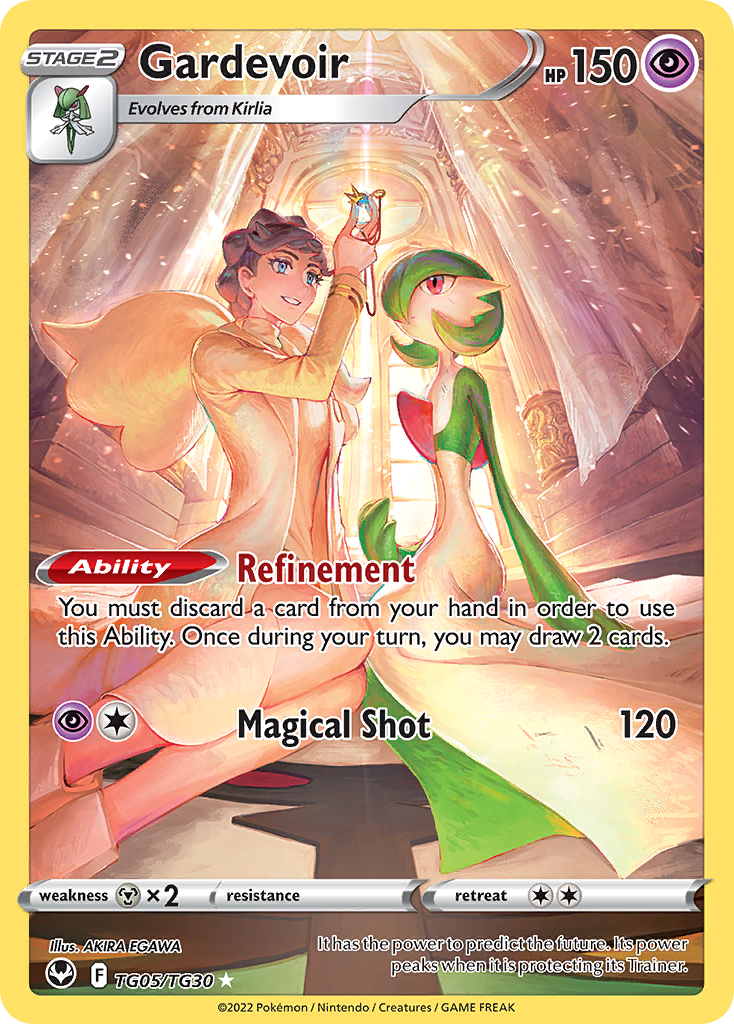 STAGE 2
Gardevoir
HP 150
Evolves from Kirlia
Ability Refinement
You must discard a card from your hand in order to use
this Ability. Once during your turn, you may draw 2 cards.
Magical Shot 120
weakness ×2 resistance retreat
Illus. AKIRA EGAWA
It has the power to predict the future. Its power
peaks when it is protecting its Trainer.
F TG05/TG30
©2022 Pokémon / Nintendo / Creatures / GAME FREAK